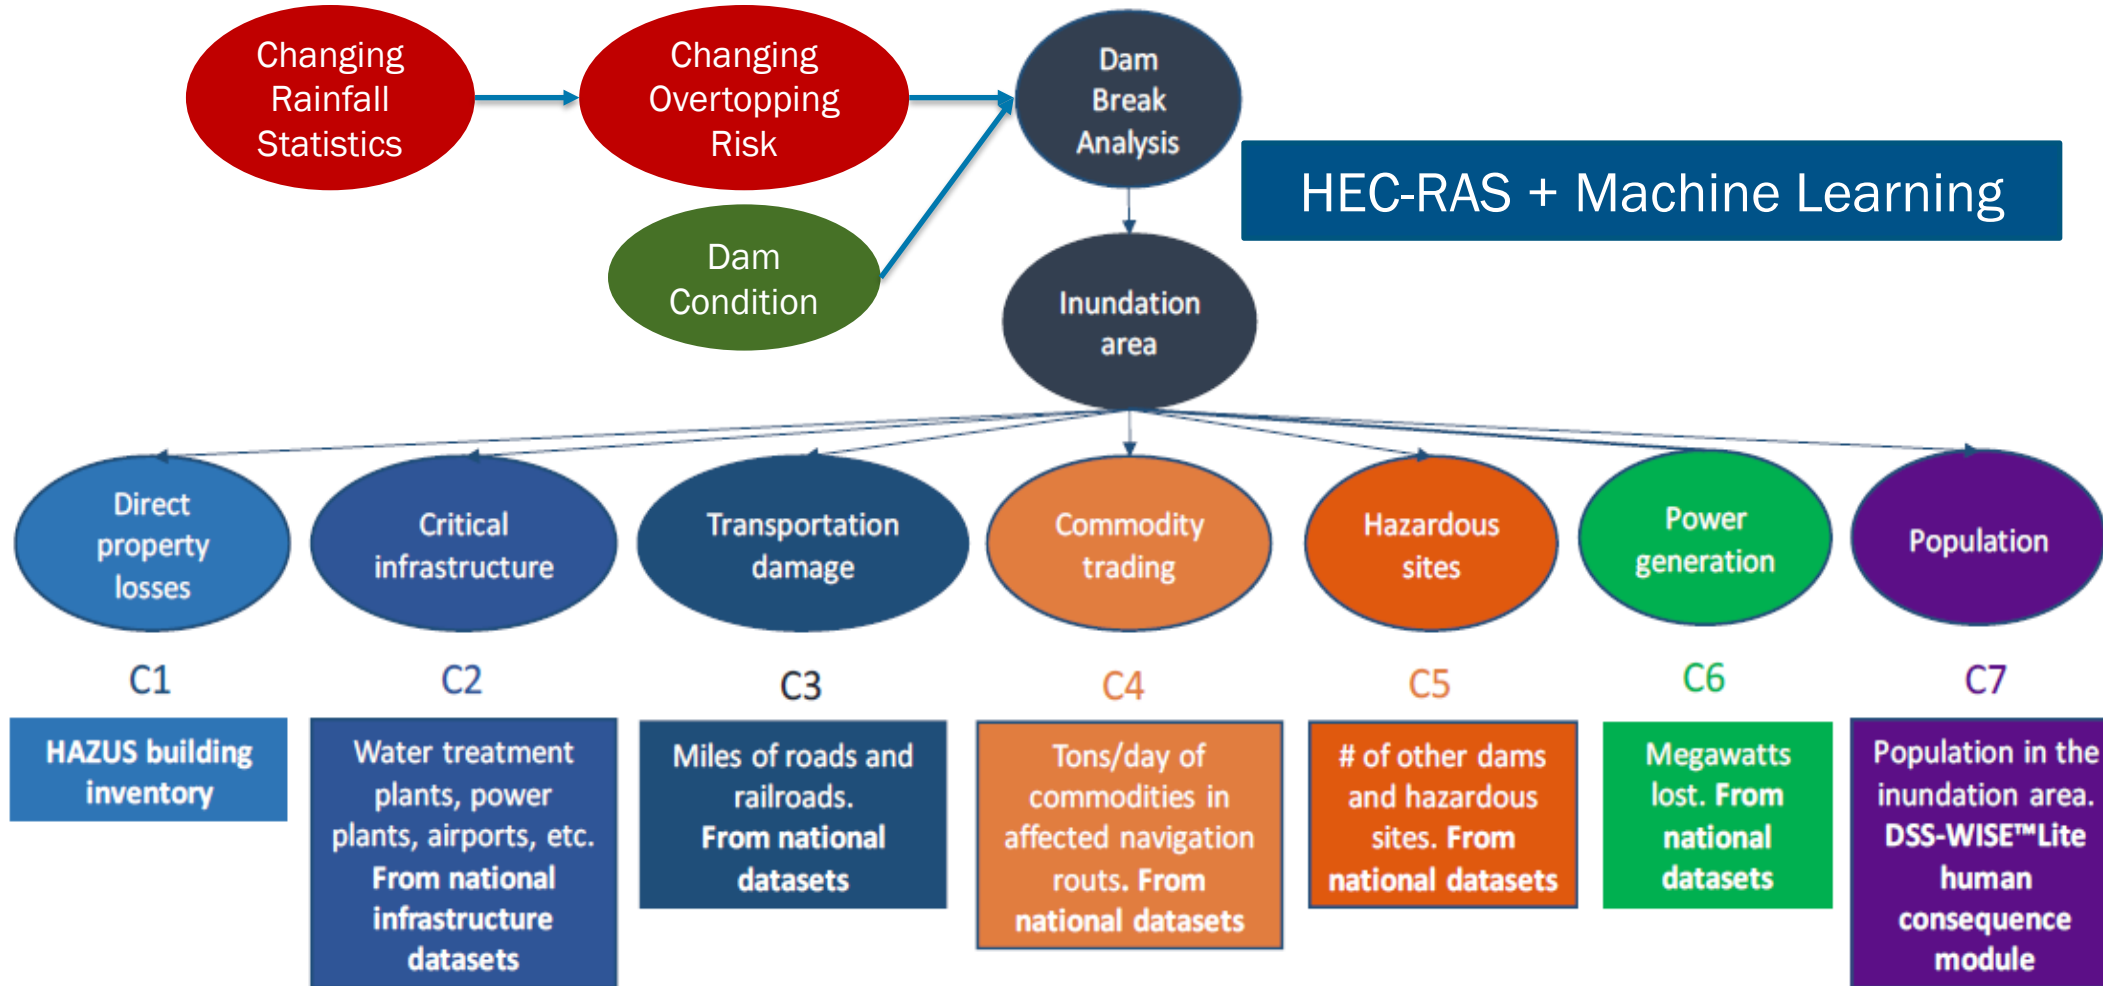 Changing
Rainfall
Statistics
Changing
Overtopping
Risk
Dam
Break
Analysis
HEC-RAS + Machine Learning
Dam
Condition
Inundation
area
Direct
property
losses
Critical
infrastructure
Transportation
damage
Commodity
trading
Hazardous
sites
Power
generation
Population
C1
C2
C3
C4
C5
C6
C7
HAZUS building
inventory
Water treatment
plants, power
plants, airports, etc.
From national
infrastructure
datasets
Miles of roads and
railroads.
From national
datasets
Tons/day of
commodities in
affected navigation
routs. From
national datasets
# of other dams
and hazardous
sites. From
national datasets
Megawatts
lost. From
national
datasets
Population in the
inundation area.
DSS-WISE™Lite
human
consequence
module